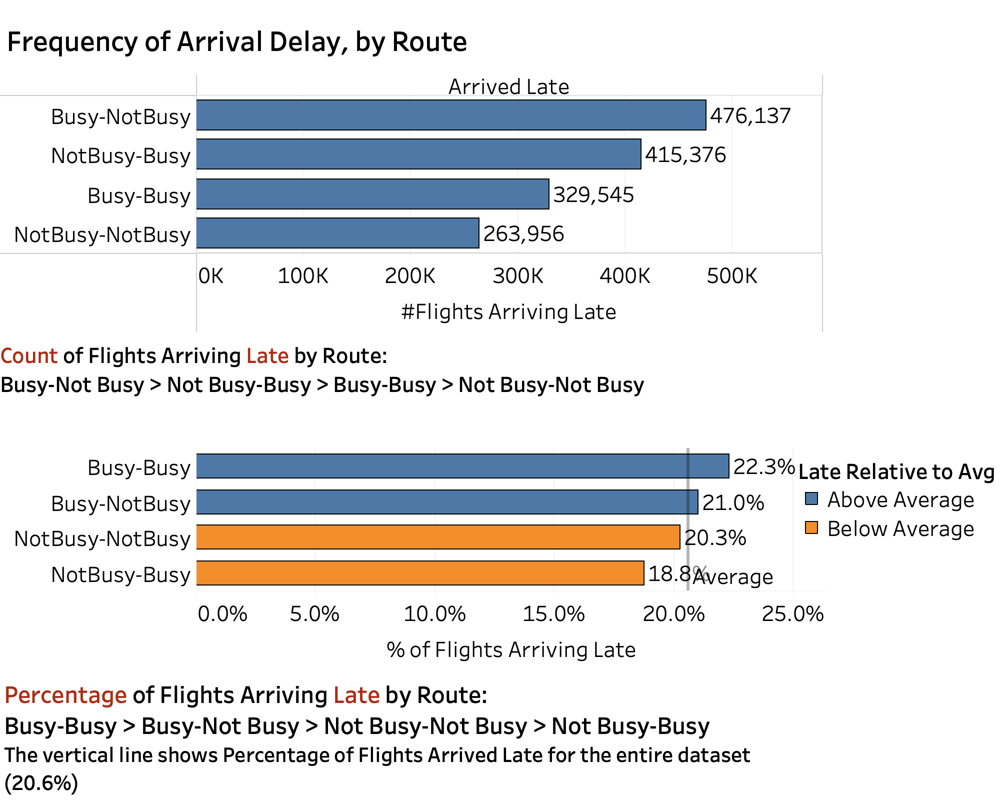 Frequency of Arrival Delay, by Route
Arrived Late
Busy-NotBusy 476,137
NotBusy-Busy 415,376
Busy-Busy 329,545
NotBusy-NotBusy 263,956
0K 100K 200K 300K 400K 500K
#Flights Arriving Late
Count of Flights Arriving Late by Route:
Busy-Not Busy > Not Busy-Busy > Busy-Busy > Not Busy-Not Busy
Busy-Busy 22.3%
Late Relative to Avg
Busy-NotBusy 21.0%
Above Average
NotBusy-NotBusy 20.3%
Below Average
NotBusy-Busy 18.8% Average
0.0% 5.0% 10.0% 15.0% 20.0% 25.0%
% of Flights Arriving Late
Percentage of Flights Arriving Late by Route:
Busy-Busy > Busy-Not Busy > Not Busy-Not Busy > Not Busy-Busy
The vertical line shows Percentage of Flights Arrived Late for the entire dataset
(20.6%)